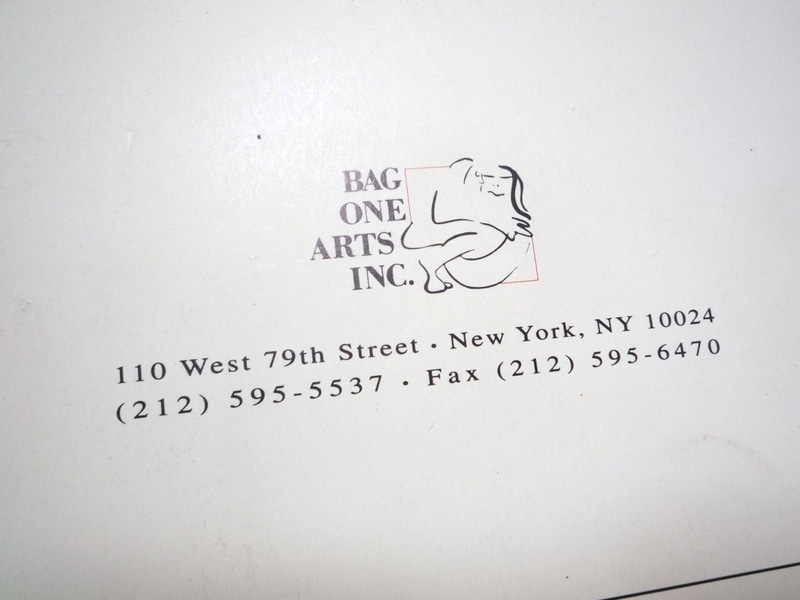 BAG
ONE
ARTS
INC.
110 West 79th Street · New York, NY 10024
(212) 595-5537 · Fax (212) 595-6470